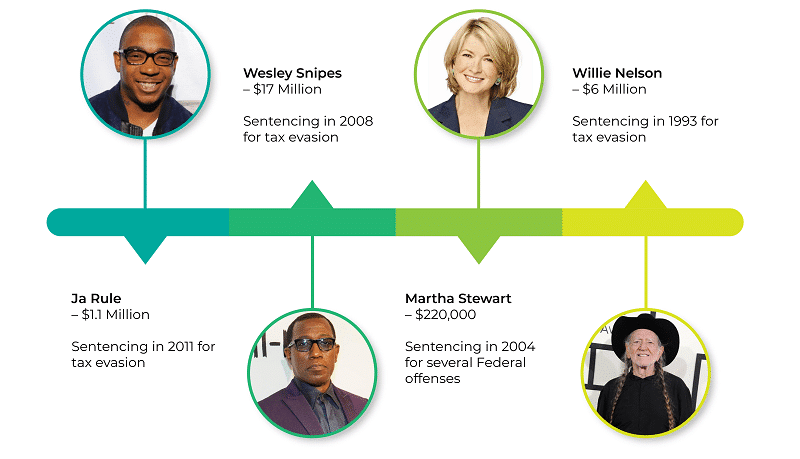 Wesley Snipes
– $17 Million
Sentencing in 2008
for tax evasion
Willie Nelson
– $6 Million
Sentencing in 1993 for
tax evasion
Ja Rule
– $1.1 Million
Sentencing in 2011 for
tax evasion
Martha Stewart
– $220,000
Sentencing in 2004
for several Federal
offenses